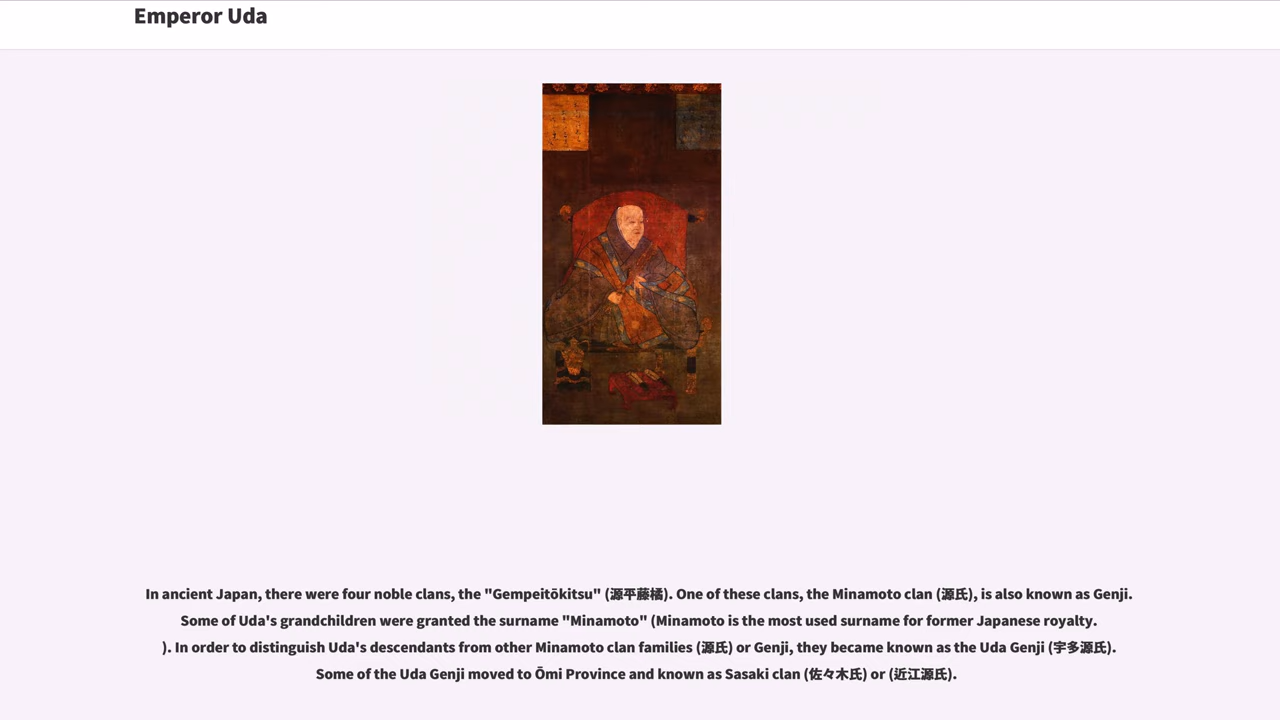 Emperor Uda
In ancient Japan, there were four noble clans, the "Gempeitōkitsu" (源平藤橘). One of these clans, the Minamoto clan (源氏), is also known as Genji.
Some of Uda's grandchildren were granted the surname "Minamoto" (Minamoto is the most used surname for former Japanese royalty.
). In order to distinguish Uda's descendants from other Minamoto clan families (源氏) or Genji, they became known as the Uda Genji (宇多源氏).
Some of the Uda Genji moved to Ōmi Province and known as Sasaki clan (佐々木氏) or (近江源氏).